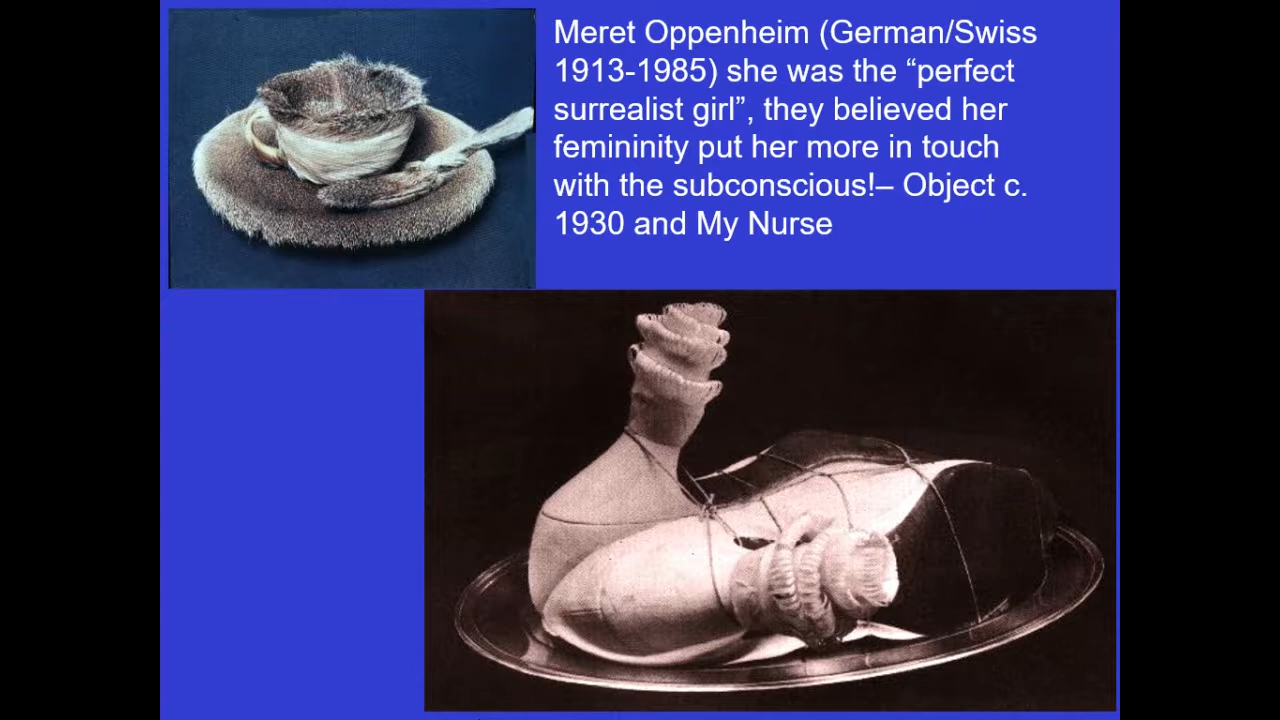 Meret Oppenheim (German/Swiss
1913-1985) she was the “perfect
surrealist girl”, they believed her
femininity put her more in touch
with the subconscious!– Object c.
1930 and My Nurse